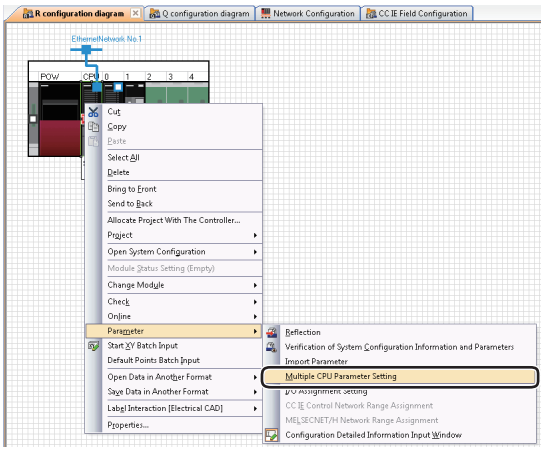 R configuration diagram
Q configuration diagram
Network Configuration
CC IE Field Configuration
EthernetNetwork No.1
POW CPU 0 1 2 3 4
Cut
Copy
Paste
Select All
Delete
Bring to Front
Send to Back
Allocate Project With The Controller...
Project
Open System Configuration
Module Status Setting (Empty)
Change Module
Check
Online
Parameter
Start XY Batch Input
Default Points Batch Input
Open Data in Another Format
Save Data in Another Format
Label Interaction [Electrical CAD]
Properties...
Reflection
Verification of System Configuration Information and Parameters
Import Parameter
Multiple CPU Parameter Setting
I/O Assignment Setting
CC IE Control Network Range Assignment
MELSECNET/H Network Range Assignment
Configuration Detailed Information Input Window